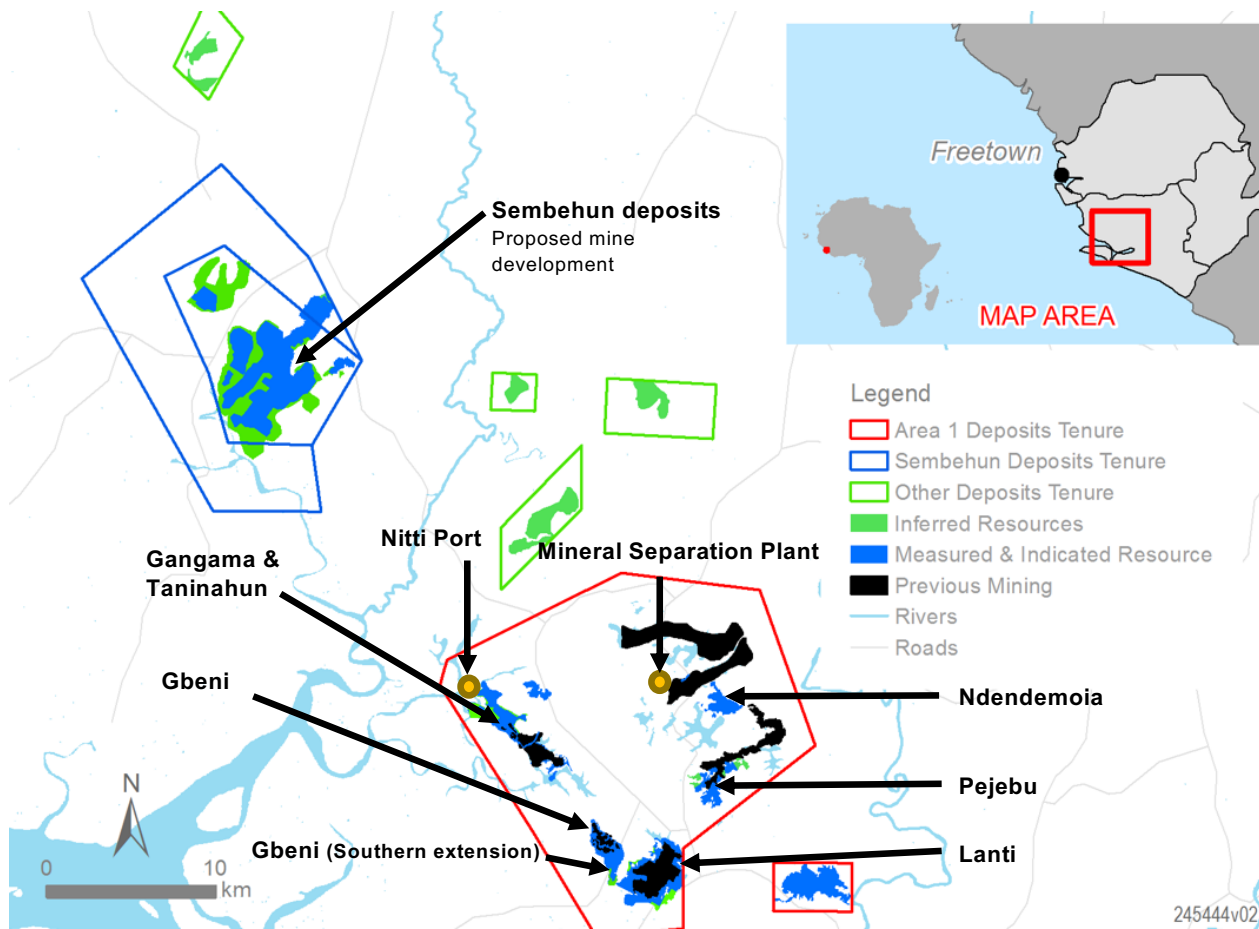 Freetown
MAP AREA
Sembehun deposits
Proposed mine
development
Legend
Area 1 Deposits Tenure
Sembehun Deposits Tenure
Other Deposits Tenure
Inferred Resources
Measured & Indicated Resource
Previous Mining
Rivers
Roads
Nitti Port
Mineral Separation Plant
Gangama &
Taninahun
Gbeni
Ndendemoia
Pejebu
Gbeni (Southern extension)
Lanti
N
0 10
km
245444v02